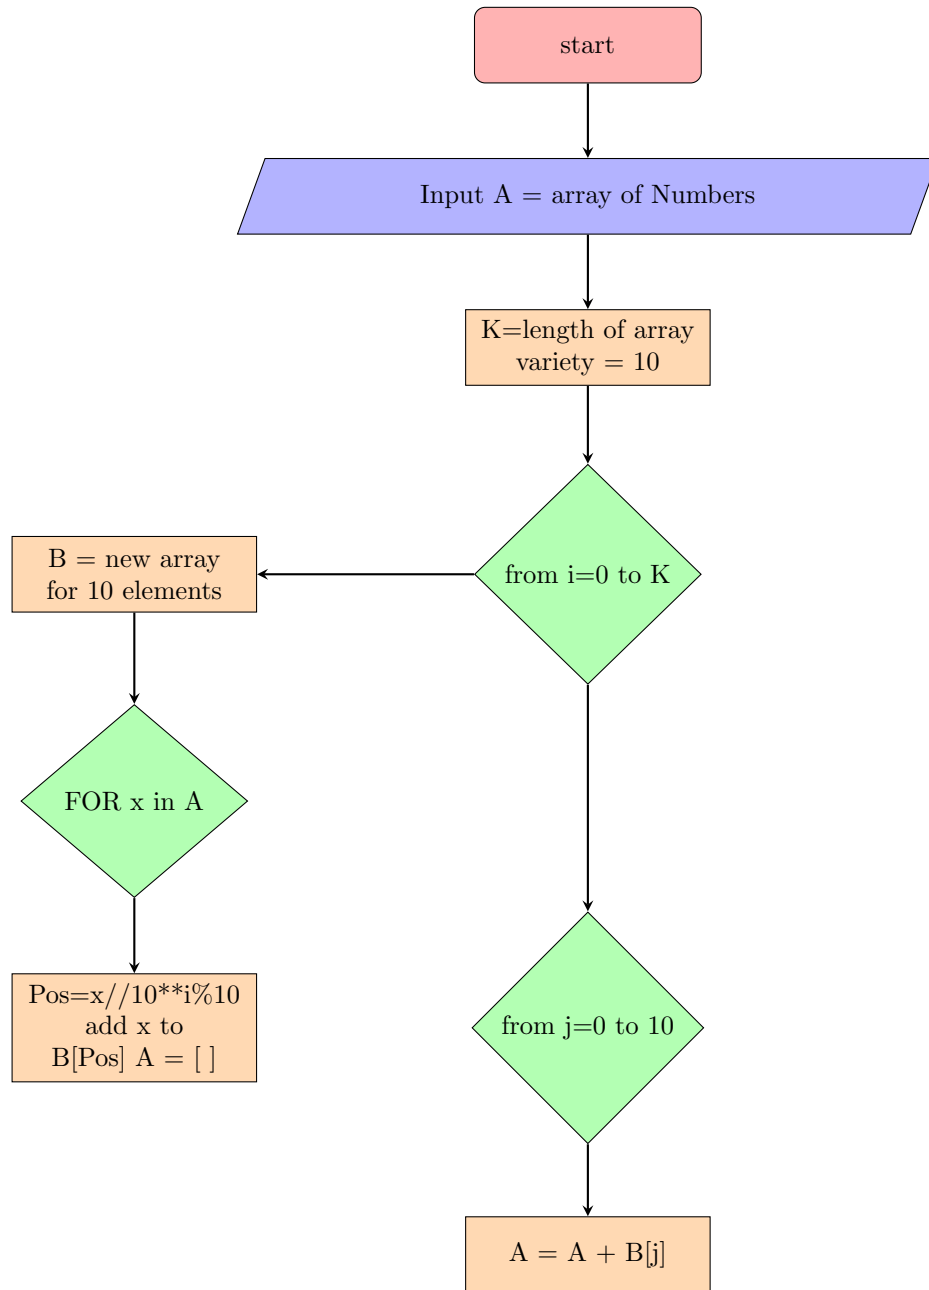 start
Input A = array of Numbers
K=length of array
variety = 10
from i=0 to K
B = new array
for 10 elements
FOR x in A
Pos=x//10**i%10
add x to
B[Pos] A = [ ]
from j=0 to 10
A = A + B[j]